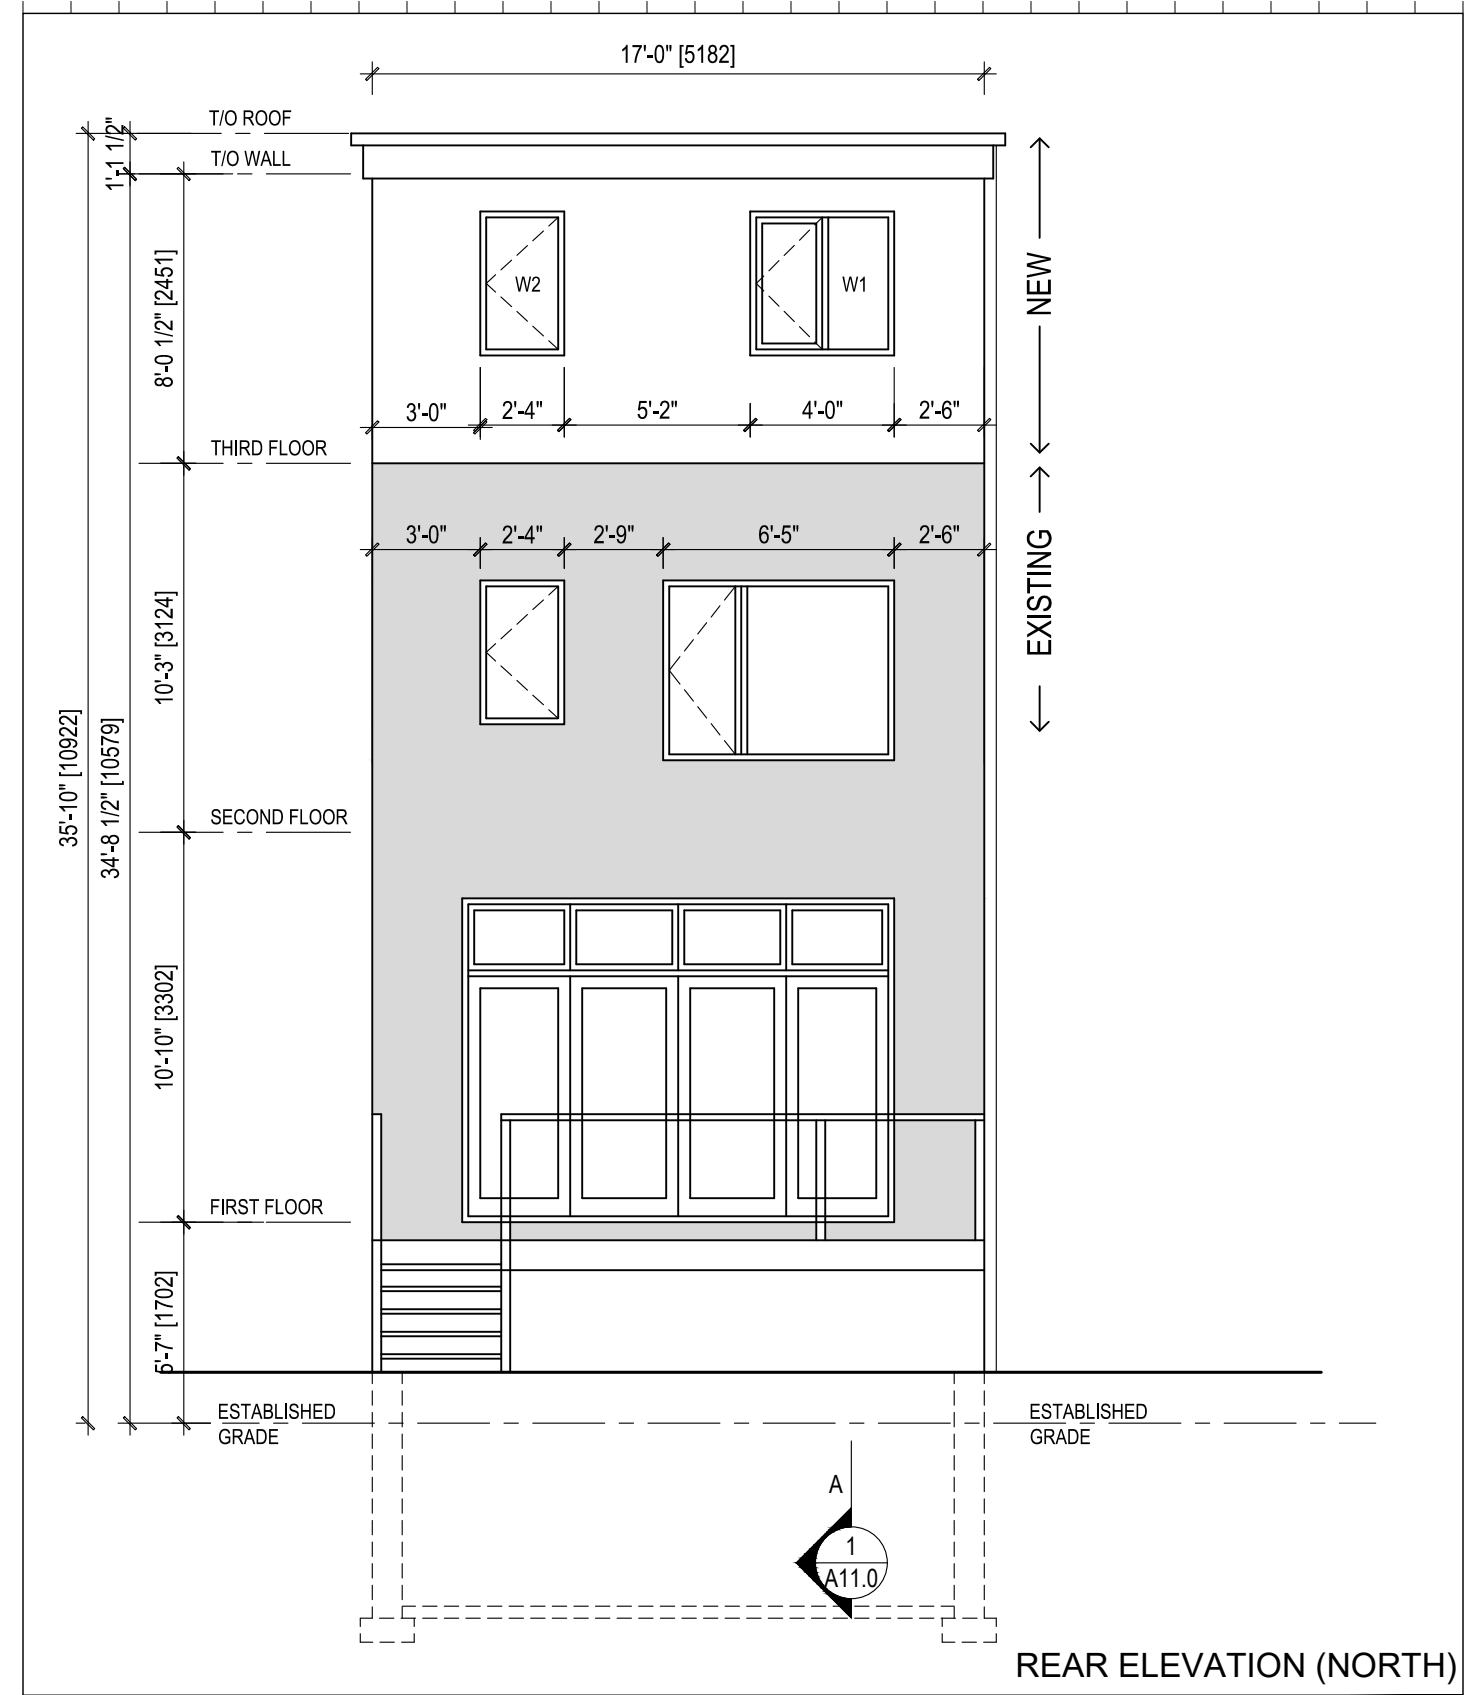 17'-0" [5182]
T/O ROOF
1'-1 1/2"
T/O WALL
8'-0 1/2" [2451]
W2
W1
NEW
3'-0" 2'-4" 5'-2" 4'-0" 2'-6"
THIRD FLOOR
3'-0" 2'-4" 2'-9" 6'-5" 2'-6"
EXISTING
10'-3" [3124]
35'-10" [10922]
34'-8 1/2" [10579]
SECOND FLOOR
10'-10" [3302]
FIRST FLOOR
5'-7" [1702]
ESTABLISHED
GRADE
ESTABLISHED
GRADE
A
1
A11.0
REAR ELEVATION (NORTH)